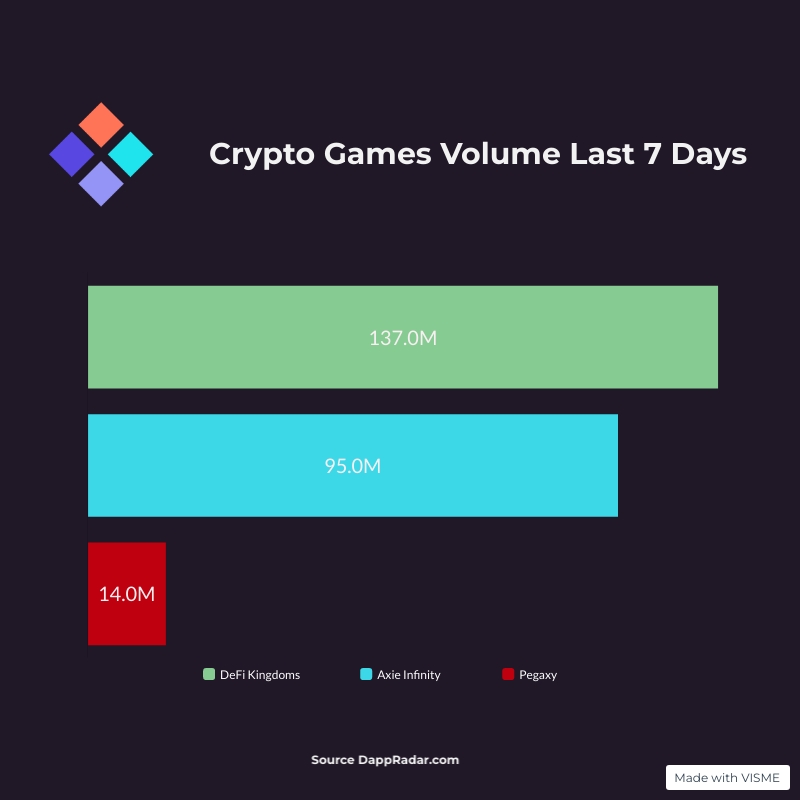 Crypto Games Volume Last 7 Days
137.0M
95.0M
14.0M
DeFi Kingdoms Axie Infinity Pegaxy
Source DappRadar.com
Made with VISME